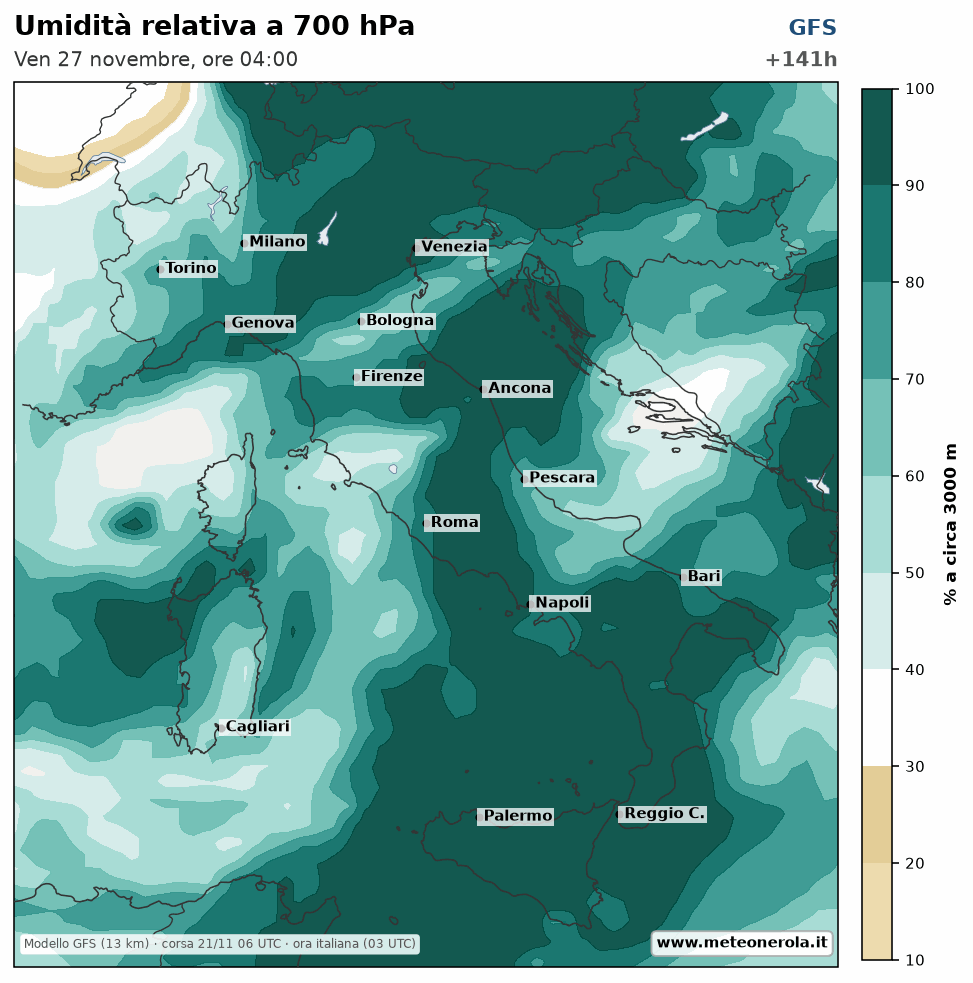 Umidità relativa a 700 hPa
GFS
Ven 27 novembre, ore 04:00
+141h
Milano
Venezia
Torino
Genova
Bologna
Firenze
Ancona
Pescara
Roma
Bari
Napoli
Cagliari
Palermo
Reggio C.
100
90
80
70
60
50
40
30
20
10
% a circa 3000 m
Modello GFS (13 km) · corsa 21/11 06 UTC · ora italiana (03 UTC)
www.meteonerola.it